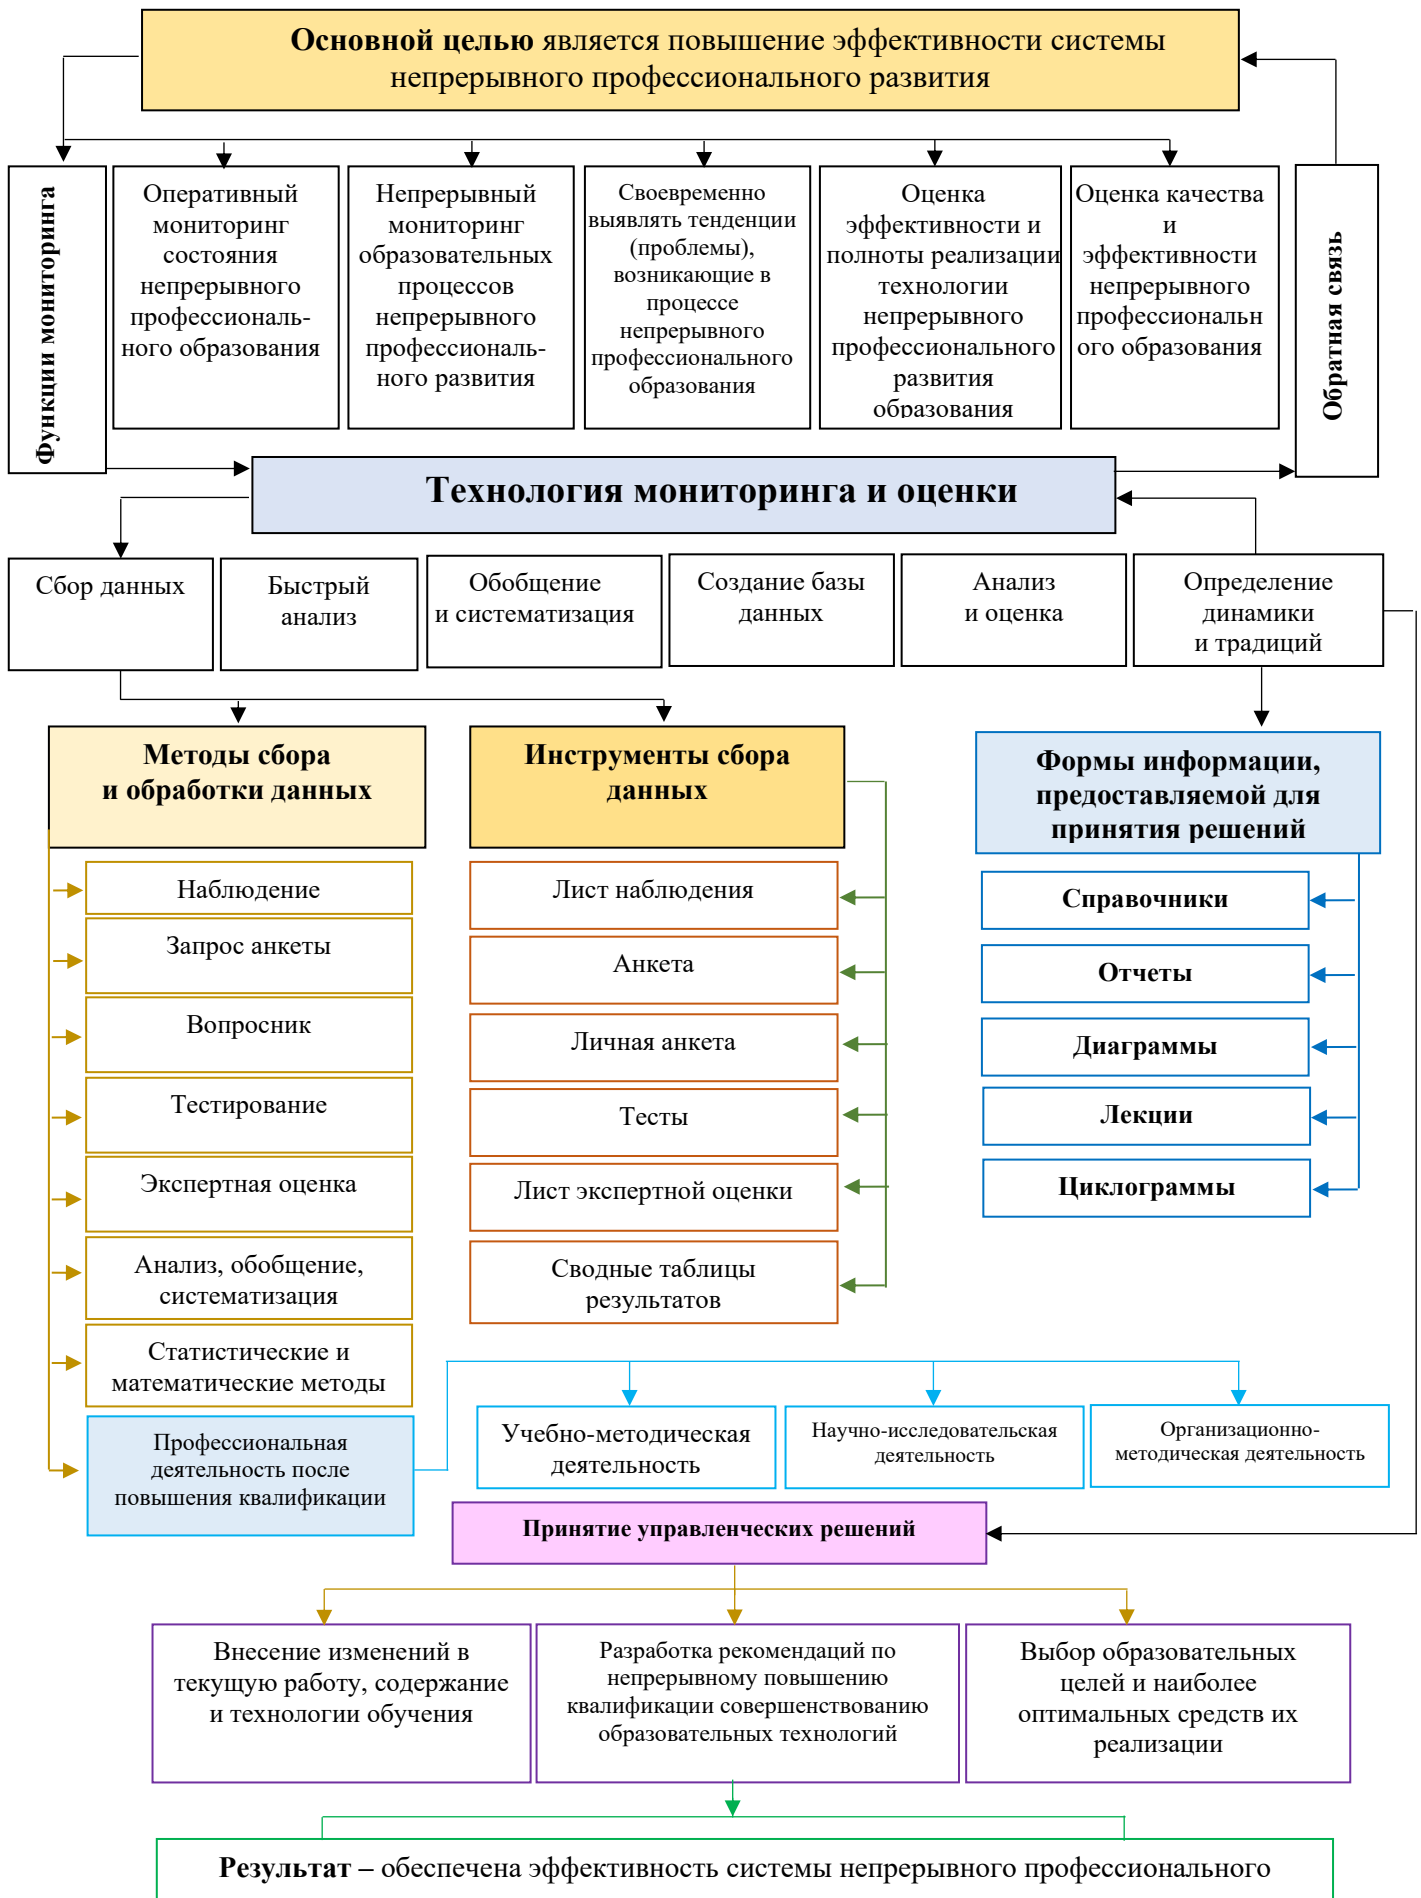 Основной целью является повышение эффективности системы
непрерывного профессионального развития
Функции мониторинга
Оперативный
мониторинг
состояния
непрерывного
профессиональ-
ного образования
Непрерывный
мониторинг
образовательных
процессов
непрерывного
профессиональ-
ного развития
Своевременно
выявлять тенденции
(проблемы),
возникающие в
процессе
непрерывного
профессионального
образования
Оценка
эффективности и
полноты реализации
технологии
непрерывного
профессионального
развития
образования
Оценка качества
и
эффективности
непрерывного
профессиональн
ого образования
Обратная связь
Технология мониторинга и оценки
Сбор данных
Быстрый
анализ
Обобщение
и систематизация
Создание базы
данных
Анализ
и оценка
Определение
динамики
и традиций
Методы сбора
и обработки данных
Наблюдение
Запрос анкеты
Вопросник
Тестирование
Экспертная оценка
Анализ, обобщение,
систематизация
Статистические и
математические методы
Профессиональная
деятельность после
повышения квалификации
Инструменты сбора
данных
Лист наблюдения
Анкета
Личная анкета
Тесты
Лист экспертной оценки
Сводные таблицы
результатов
Формы информации,
предоставляемой для
принятия решений
Справочники
Отчеты
Диаграммы
Лекции
Циклограммы
Учебно-методическая
деятельность
Научно-исследовательская
деятельность
Организационно-
методическая деятельность
Принятие управленческих решений
Внесение изменений в
текущую работу, содержание
и технологии обучения
Разработка рекомендаций по
непрерывному повышению
квалификации совершенствованию
образовательных технологий
Выбор образовательных
целей и наиболее
оптимальных средств их
реализации
Результат – обеспечена эффективность системы непрерывного профессионального